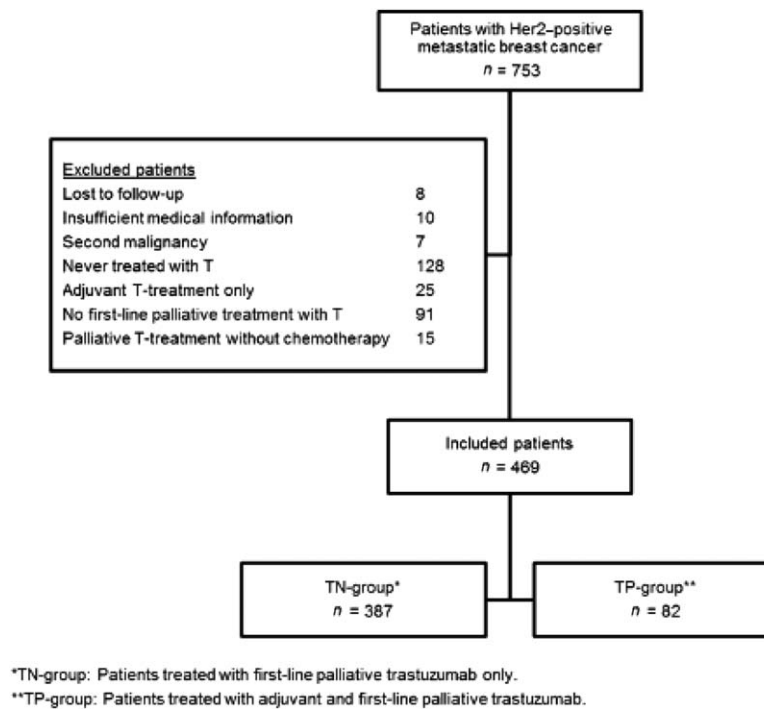 Patients with Her2–positive
metastatic breast cancer
n = 753
Excluded patients
Lost to follow-up 8
Insufficient medical information 10
Second malignancy 7
Never treated with T 128
Adjuvant T-treatment only 25
No first-line palliative treatment with T 91
Palliative T-treatment without chemotherapy 15
Included patients
n = 469
TN-group*
n = 387
TP-group**
n = 82
*TN-group: Patients treated with first-line palliative trastuzumab only.
**TP-group: Patients treated with adjuvant and first-line palliative trastuzumab.